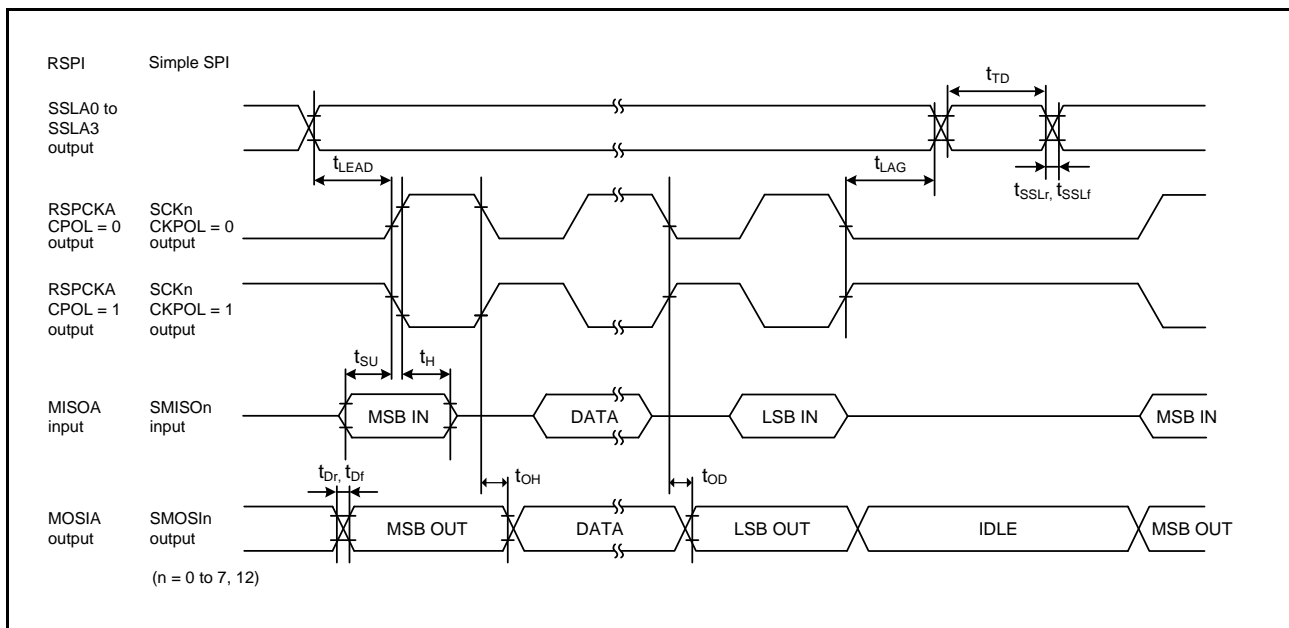 RSPI Simple SPI
tTD
SSLA0 to
SSLA3
output
tLEAD
tLAG
tSSLr, tSSLf
RSPCKA SCKn
CPOL = 0 CKPOL = 0
output output
RSPCKA SCKn
CPOL = 1 CKPOL = 1
output output
tSU tH
MISOA SMISOn
input input
MSB IN DATA LSB IN MSB IN
tDr, tDf
tOH tOD
MOSIA SMOSIn
output output
MSB OUT DATA LSB OUT IDLE MSB OUT
(n = 0 to 7, 12)